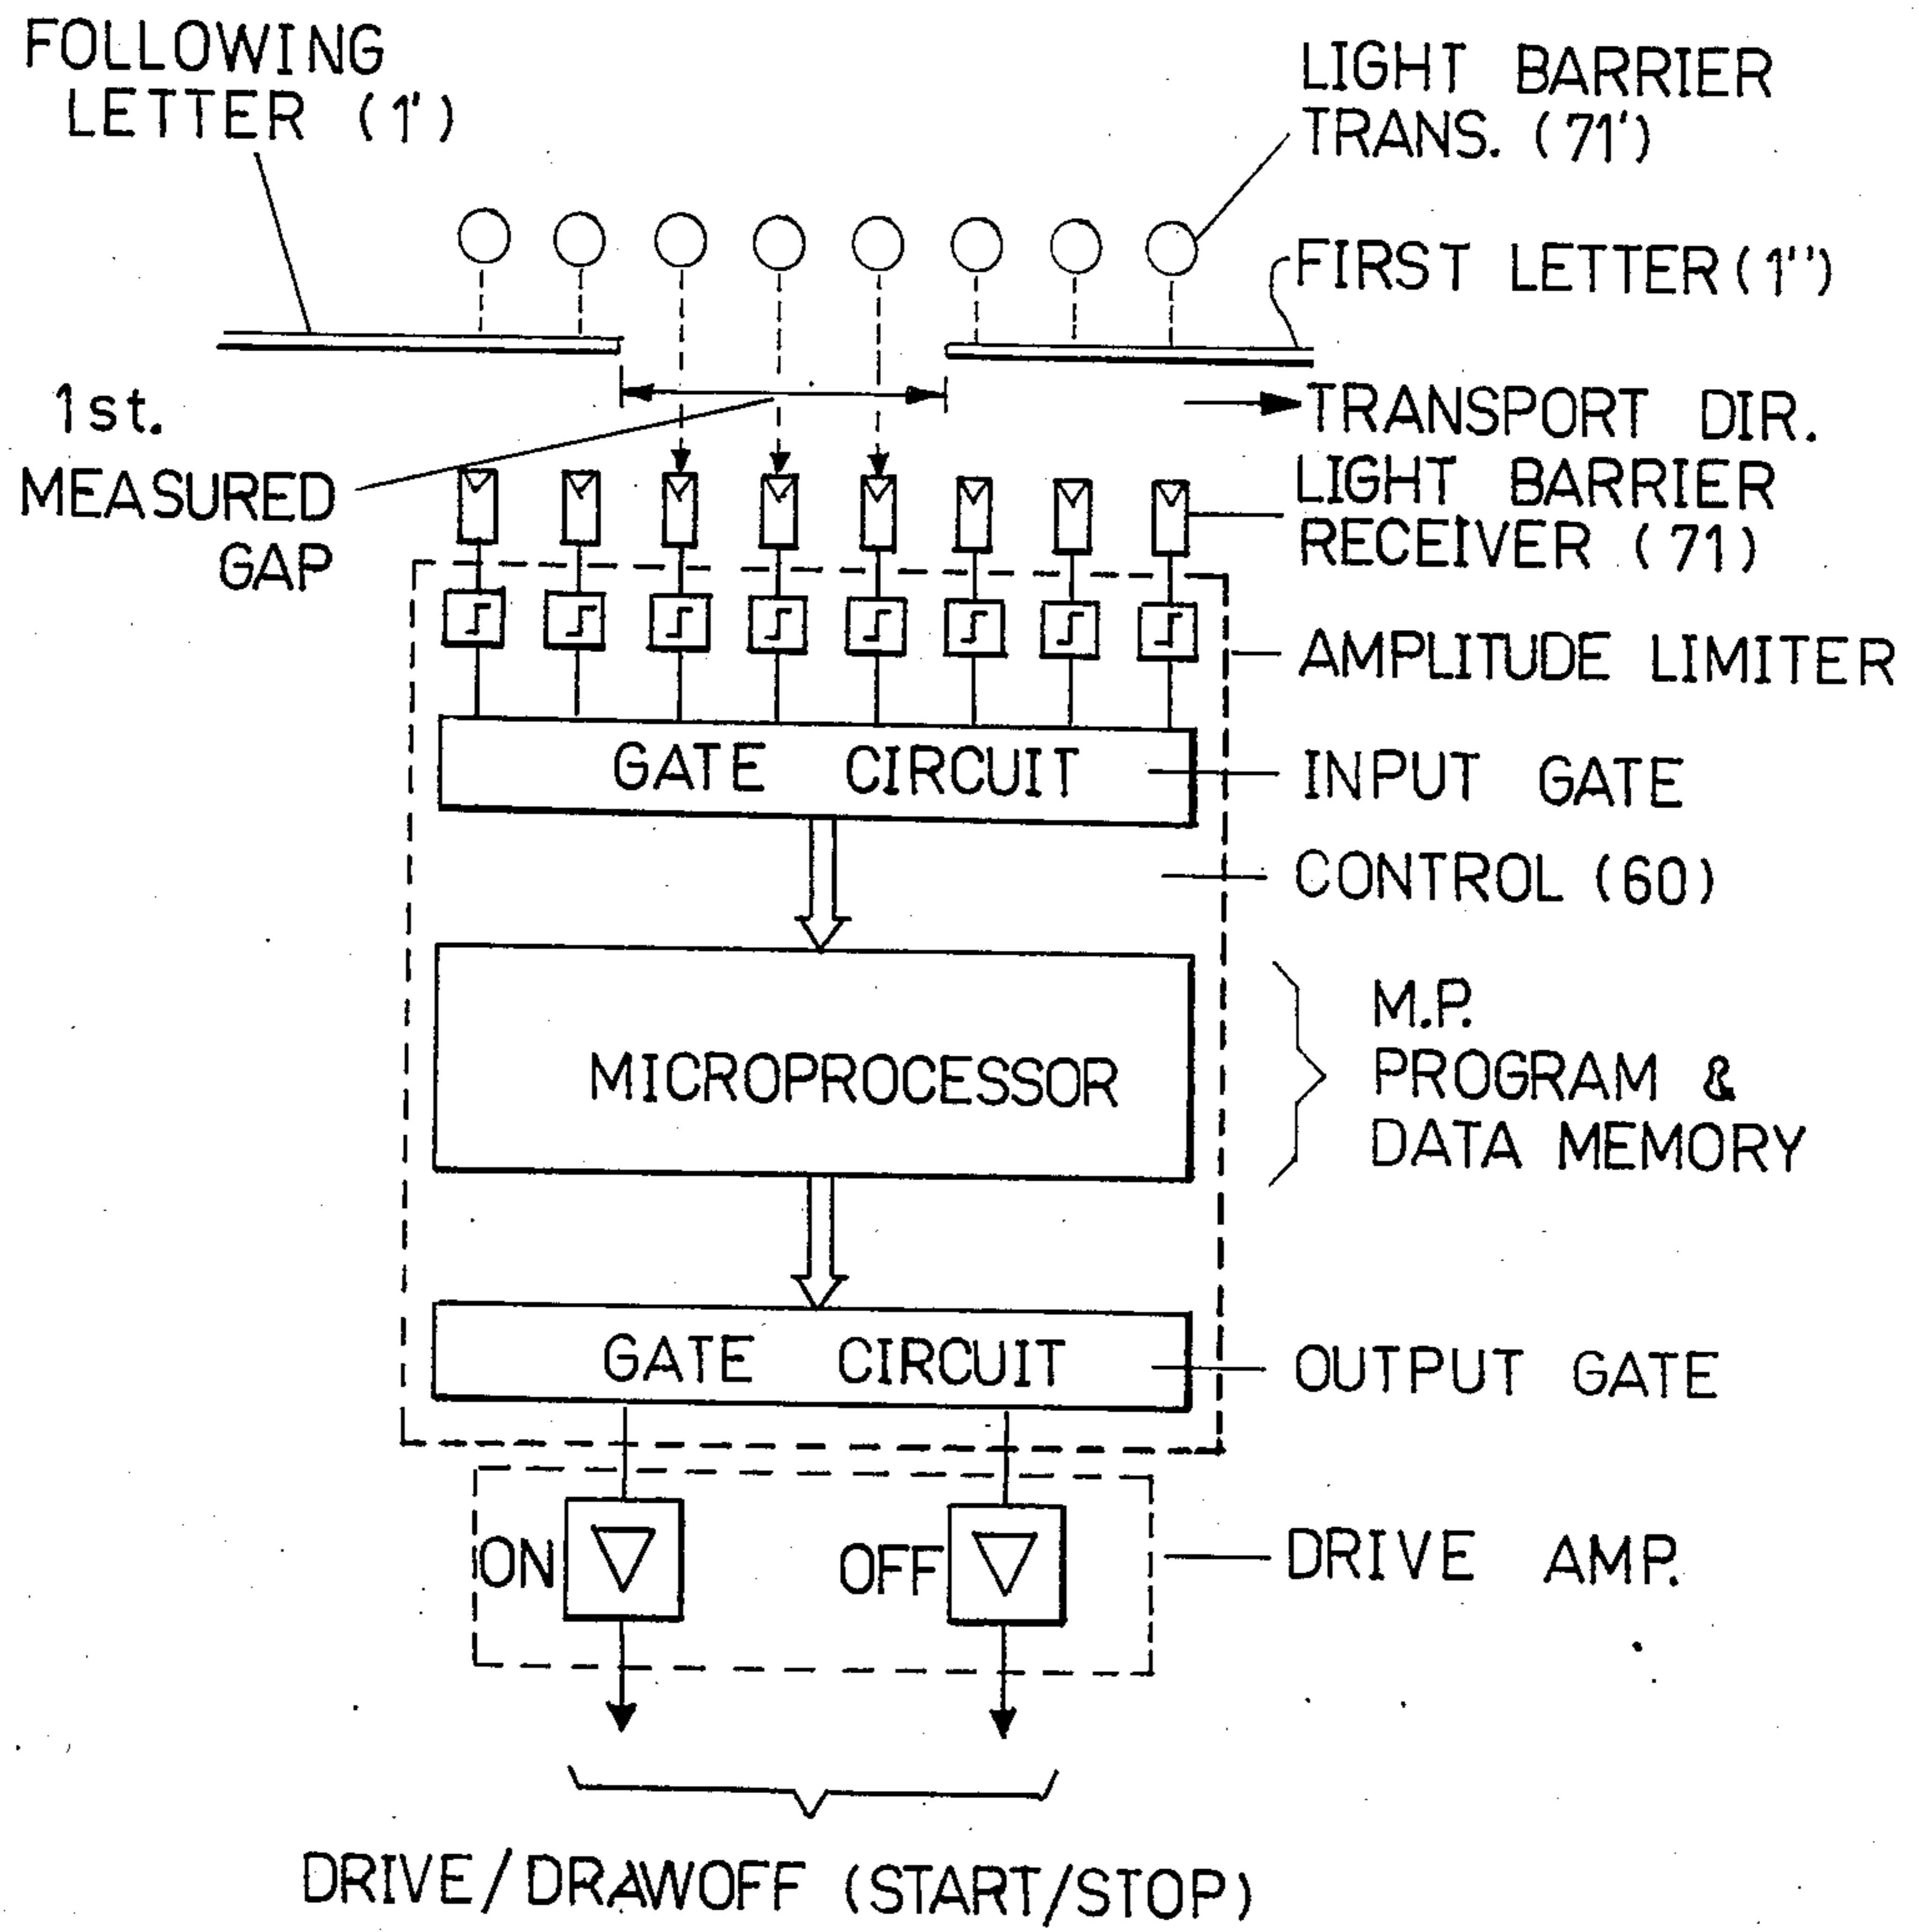 FOLLOWING
LETTER (1')
LIGHT BARRIER
TRANS. (71')
FIRST LETTER (1'')
1st.
MEASURED
GAP
TRANSPORT DIR.
LIGHT BARRIER
RECEIVER (71)
AMPLITUDE LIMITER
GATE CIRCUIT
INPUT GATE
CONTROL (60)
MICROPROCESSOR
M.P.
PROGRAM &
DATA MEMORY
GATE CIRCUIT
OUTPUT GATE
ON
OFF
DRIVE AMP.
DRIVE/DRAWOFF (START/STOP)